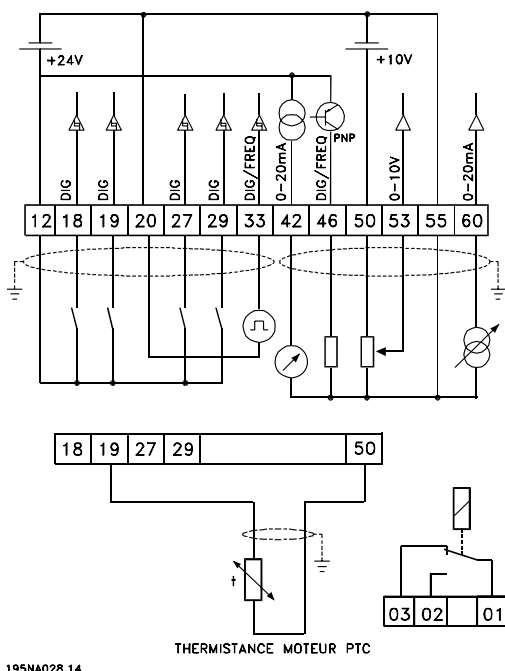 +24V
+10V
PNP
DIG
DIG
DIG
DIG
DIG/FREQ
0-20mA
DIG/FREQ
0-10V
0-20mA
12 18 19 20 27 29 33 42 46 50 53 55 60
18 19 27 29 50
t
03 02 01
THERMISTANCE MOTEUR PTC
195NA028.14